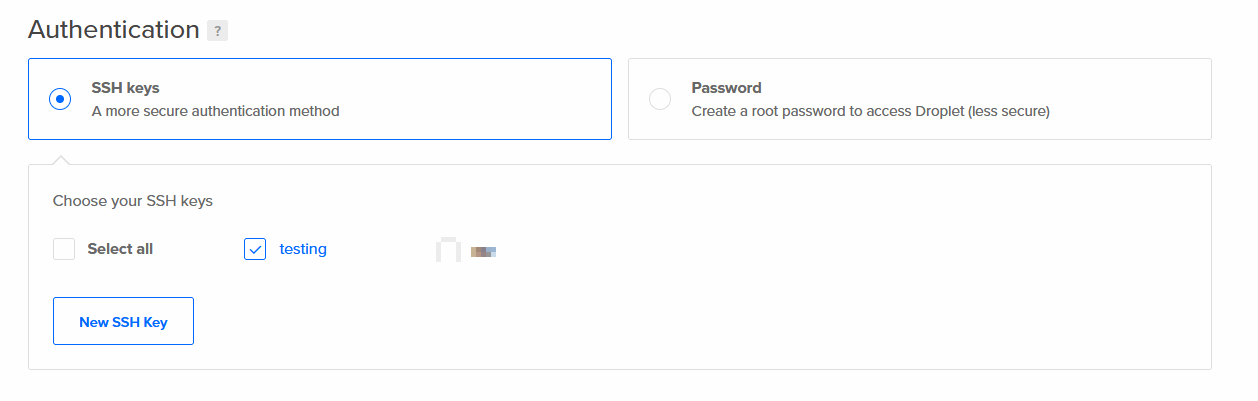 Authentication ?
SSH keys
A more secure authentication method
Password
Create a root password to access Droplet (less secure)
Choose your SSH keys
Select all
testing
New SSH Key